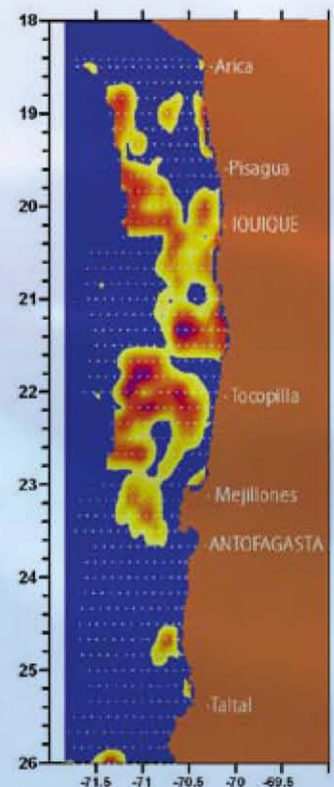 18
-Arica
19
-Pisagua
20
IQUIQUE
21
22
-Tocopilla
23
- Mejillones
-ANTOFAGASTA
24
25
-Taltal
26
-71.5 -71 -70.5 -70 -69.5